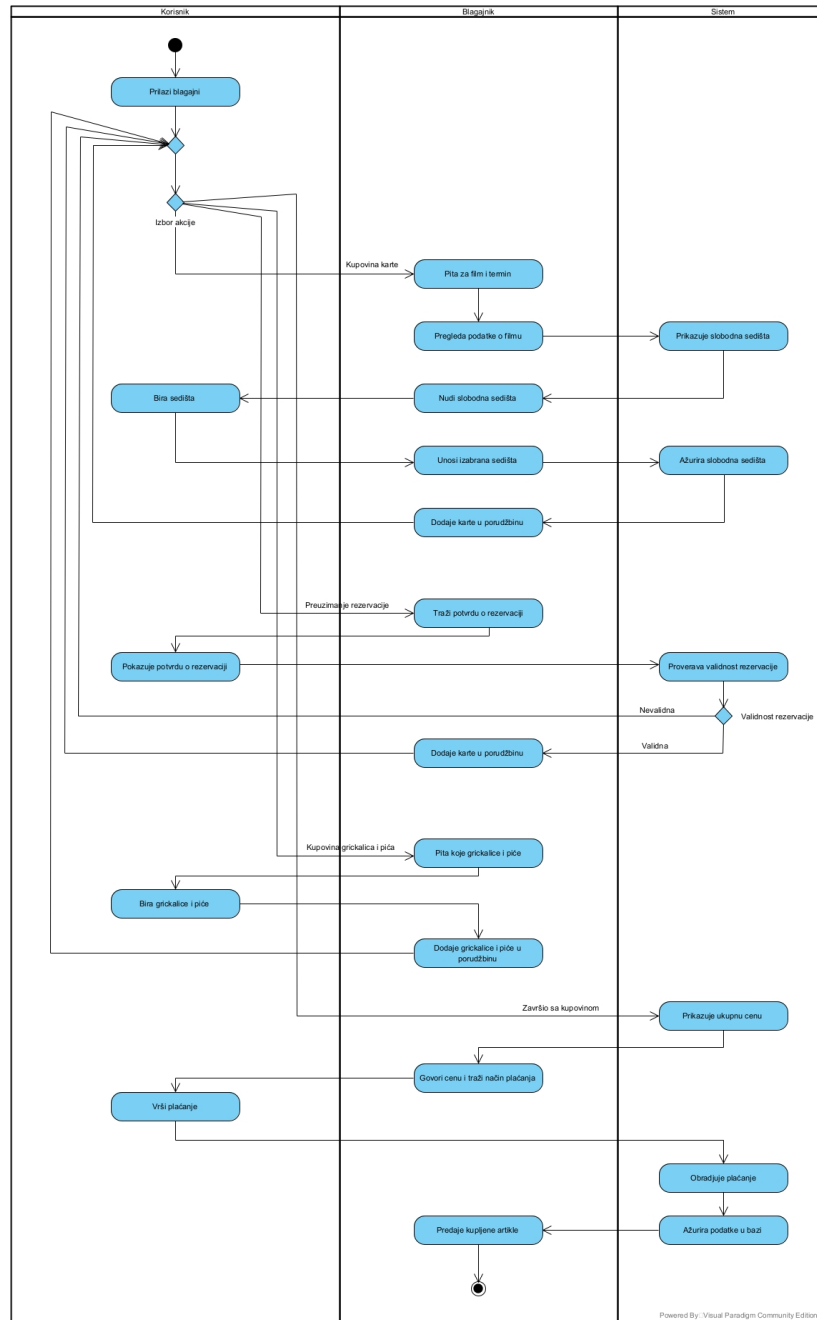 Korisnik
Blagajnik
Sistem
Prilazi blagajni
Izbor akcije
Kupovina karte
Pita za film i termin
Pregleda podatke o filmu
Prikazuje slobodna sedišta
Bira sedišta
Nudi slobodna sedišta
Unosi izabrana sedišta
Ažurira slobodna sedišta
Dodaje karte u porudžbinu
Preuzimanje rezervacije
Traži potvrdu o rezervaciji
Pokazuje potvrdu o rezervaciji
Proverava validnost rezervacije
Nevalidna
Validnost rezervacije
Dodaje karte u porudžbinu
Validna
Kupovina grickalica i pića
Pita koje grickalice i piće
Bira grickalice i piće
Dodaje grickalice i piće u
porudžbinu
Završio sa kupovinom
Prikazuje ukupnu cenu
Govori cenu i traži način plaćanja
Vrši plaćanje
Obradjuje plaćanje
Predaje kupljene artikle
Ažurira podatke u bazi
Powered By: Visual Paradigm Community Edition